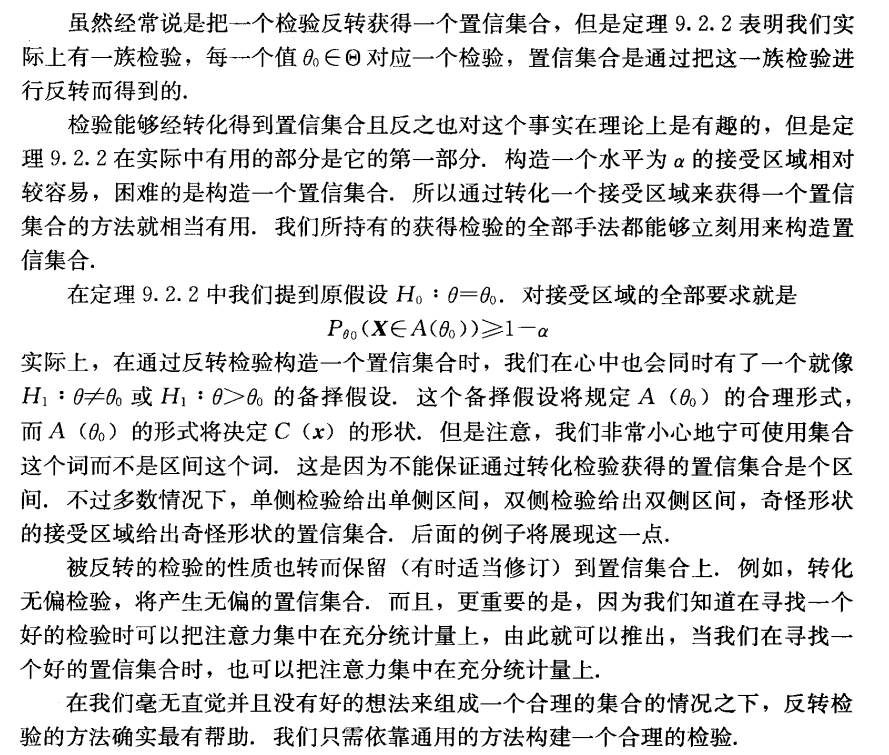 虽然经常说是把一个检验反转获得一个置信集合，但是定理 9.2.2 表明我们实
际上有一族检验，每一个值 θ₀∈Θ 对应一个检验，置信集合是通过把这一族检验进
行反转而得到的.
检验能够经转化得到置信集合且反之也对这个事实在理论上是有趣的，但是定
理 9.2.2 在实际中有用的部分是它的第一部分. 构造一个水平为 α 的接受区域相对
较容易，困难的是构造一个置信集合. 所以通过转化一个接受区域来获得一个置信
集合的方法就相当有用. 我们所持有的获得检验的全部手法都能够立刻用来构造置
信集合.
在定理 9.2.2 中我们提到原假设 H₀：θ=θ₀. 对接受区域的全部要求就是
P_{θ₀}(X∈A(θ₀))≥1−α
实际上，在通过反转检验构造一个置信集合时，我们在心中也会同时有了一个就像
H₁：θ≠θ₀ 或 H₁：θ>θ₀ 的备择假设. 这个备择假设将规定 A（θ₀）的合理形式，
而 A（θ₀）的形式将决定 C（x）的形状. 但是注意，我们非常小心地宁可使用集合
这个词而不是区间这个词. 这是因为不能保证通过转化检验获得的置信集合是个区
间. 不过多数情况下，单侧检验给出单侧区间，双侧检验给出双侧区间，奇怪形状
的接受区域给出奇怪形状的置信集合. 后面的例子将展现这一点.
被反转的检验的性质也转而保留（有时适当修订）到置信集合上. 例如，转化
无偏检验，将产生无偏的置信集合. 而且，更重要的是，因为我们知道在寻找一个
好的检验时可以把注意力集中在充分统计量上，由此就可以推出，当我们在寻找一
个好的置信集合时，也可以把注意力集中在充分统计量上.
在我们毫无直觉并且没有好的想法来组成一个合理的集合的情况之下，反转检
验的方法确实最有帮助. 我们只需依靠通用的方法构建一个合理的检验.